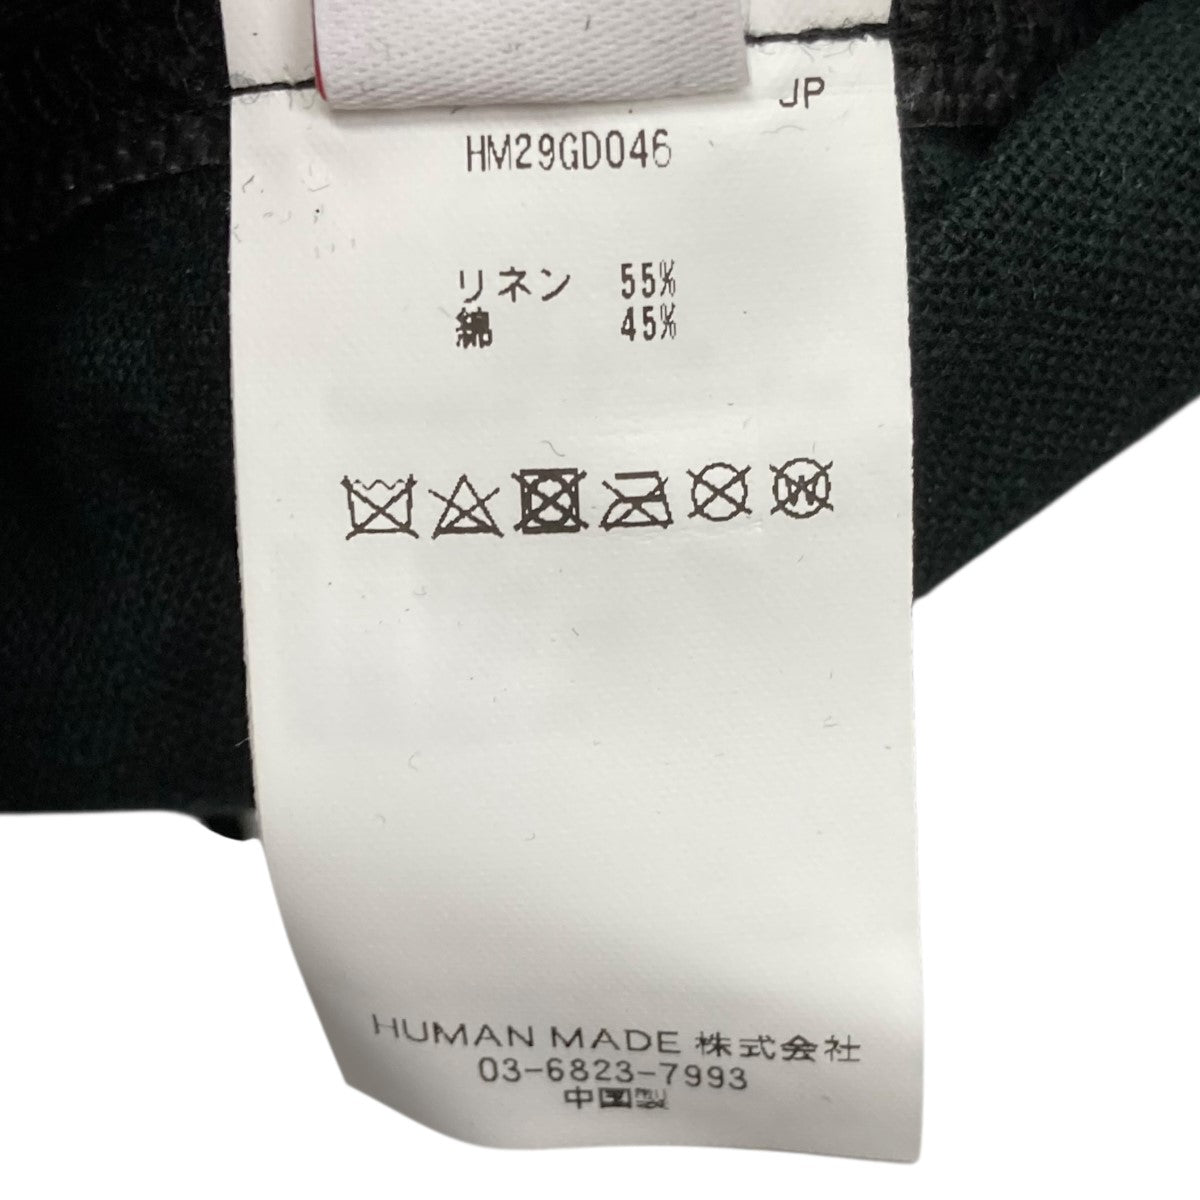 JP
HM29GD046
リネン 55%
綿 45%
W
HUMAN MADE 株式会社
03-6823-7993
中国製